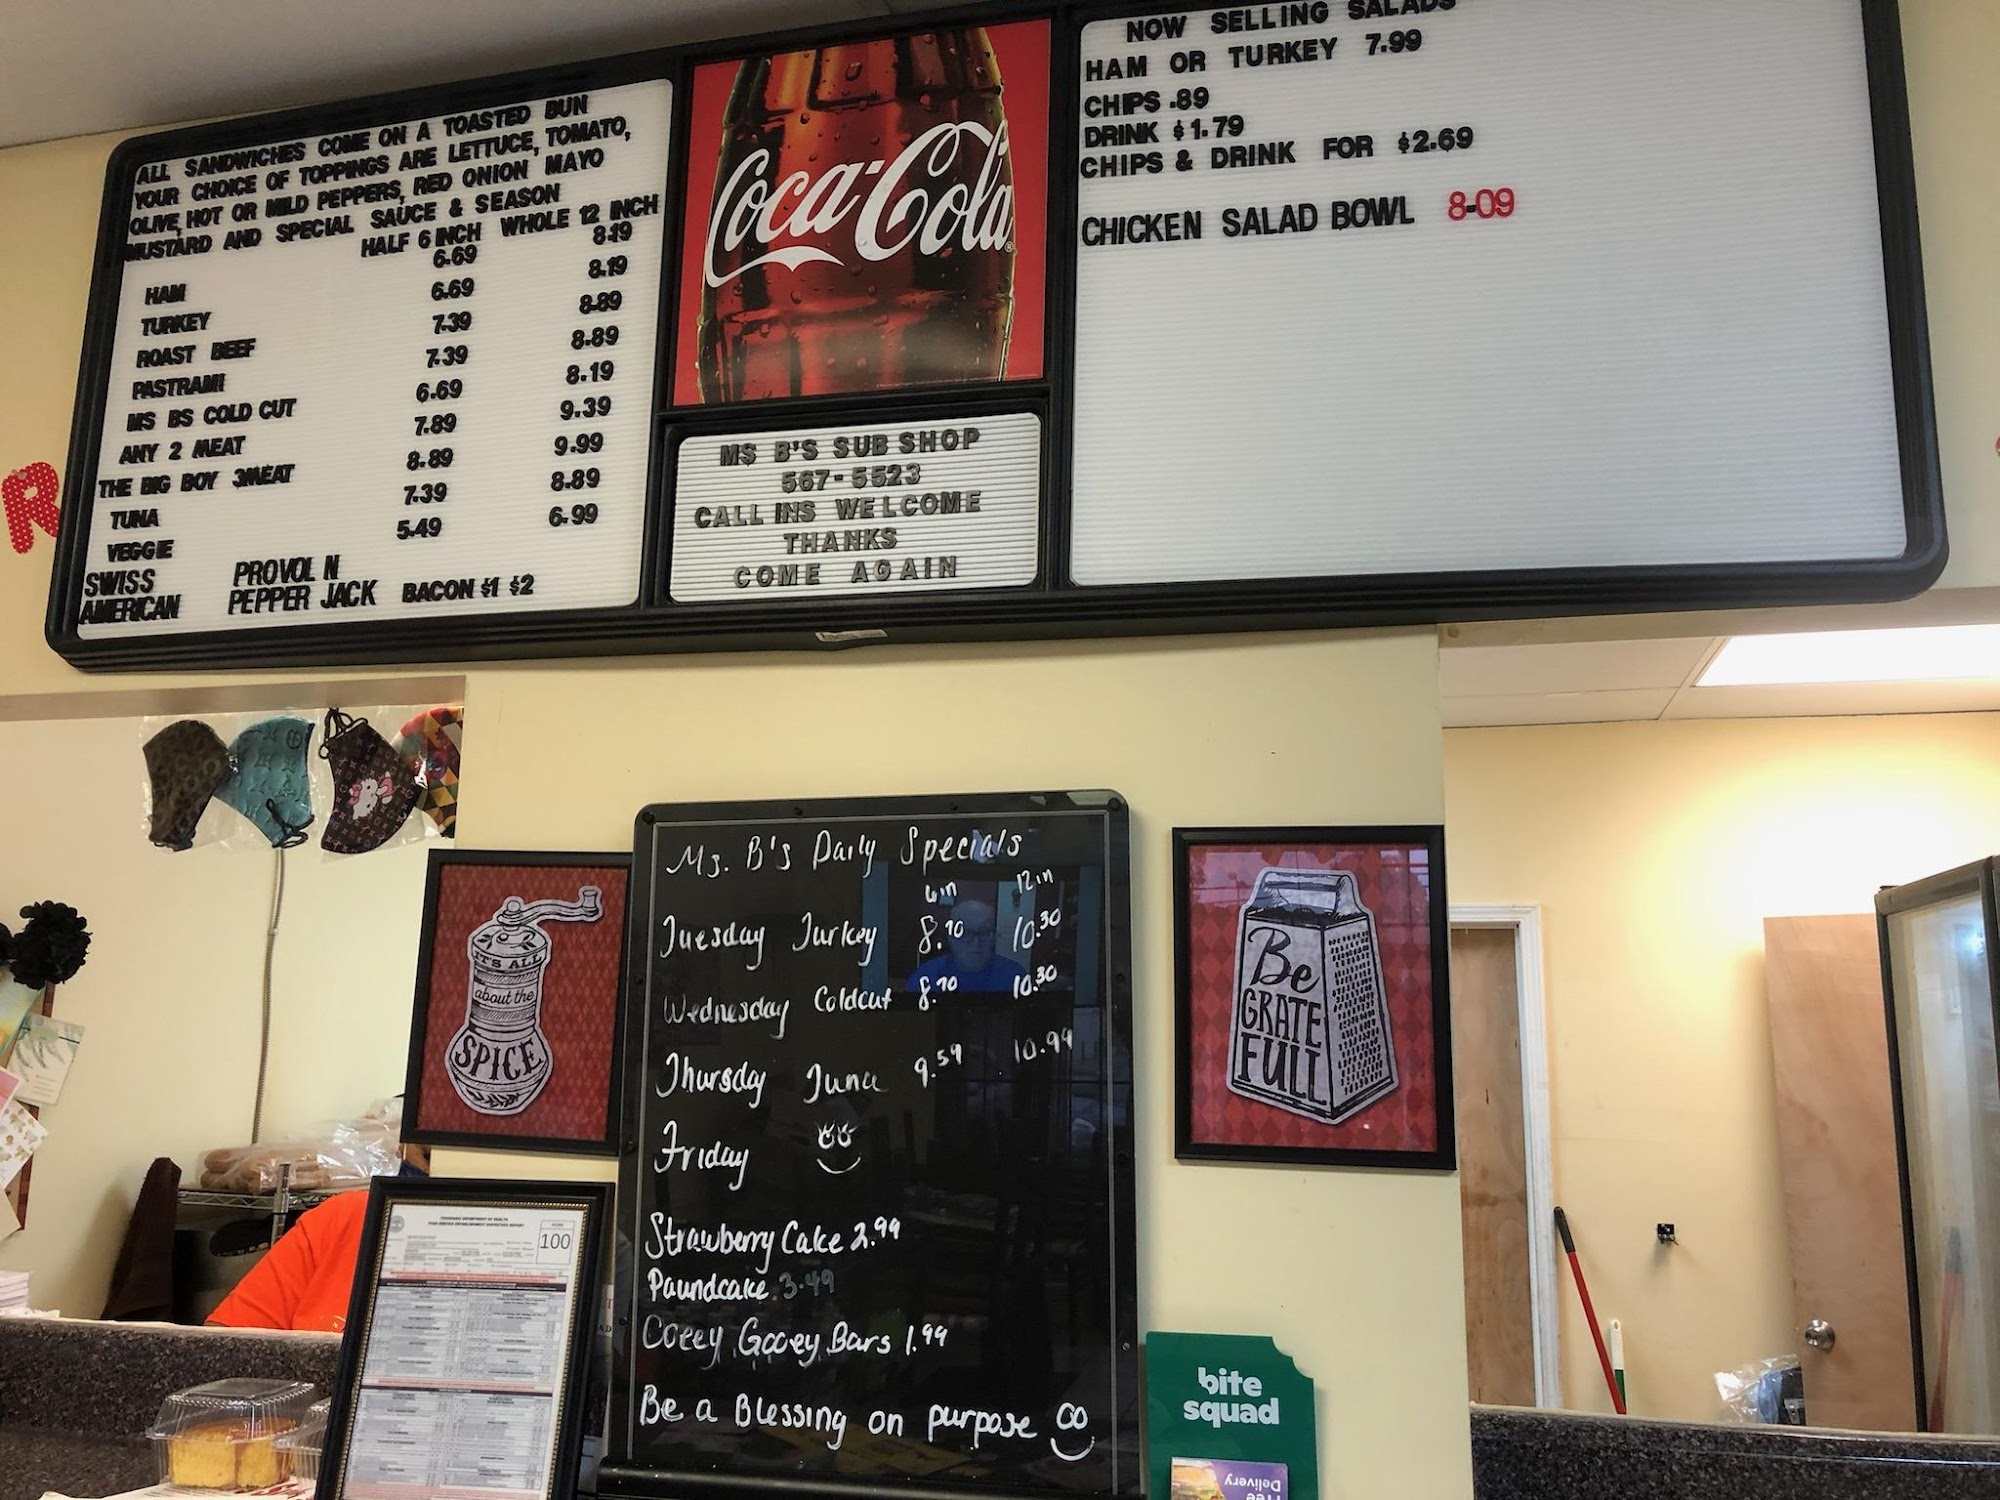 ALL SANDWICHES COME ON A TOASTED BUN
YOUR CHOICE OF TOPPINGS ARE LETTUCE, TOMATO,
OLIVE, HOT OR MILD PEPPERS, RED ONION MAYO
MUSTARD AND SPECIAL SAUCE & SEASON
HALF 6 INCH WHOLE 12 INCH
HAM 6.69 8.19
TURKEY 6.69 8.19
ROAST BEEF 7.39 8.89
PASTRAMI 7.39 8.89
MS BS COLD CUT 6.69 8.19
ANY 2 MEAT 7.89 9.39
THE BIG BOY 3MEAT 8.89 9.99
TUNA 7.39 8.89
VEGGIE 5.49 6.99
SWISS PROVOL N
AMERICAN PEPPER JACK BACON $1 $2
Coca-Cola
MS B'S SUB SHOP
567-5523
CALL INS WELCOME
THANKS
COME AGAIN
NOW SELLING SALADS
HAM OR TURKEY 7.99
CHIPS .89
DRINK $1.79
CHIPS & DRINK FOR $2.69
CHICKEN SALAD BOWL 8-09
R
IT'S ALL
about the
SPICE
Ms. B's Daily Specials
6in 12in
Tuesday Turkey 8.70 10.30
Wednesday Coldcut 8.70 10.30
Thursday Tuna 9.59 10.99
Friday
Strawberry Cake 2.99
Paundcake 3.49
Ooeey Gooey Bars 1.99
Be a Blessing on purpose
Be
GRATE
FULL
100
bite
squad
Free
Delivery